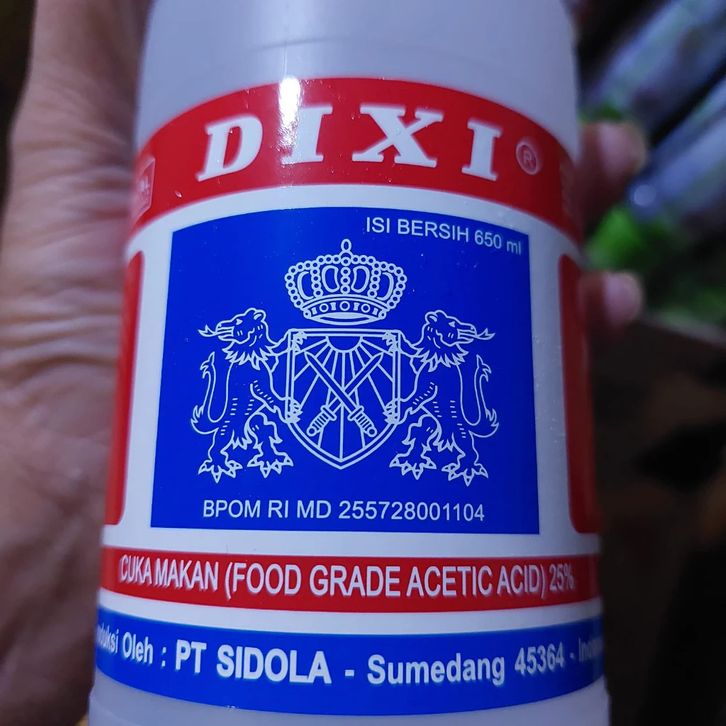 DIXI®
ISI BERSIH 650 ml
BPOM RI MD 255728001104
CUKA MAKAN (FOOD GRADE ACETIC ACID) 25%
Oleh : PT SIDOLA - Sumedang 45364 -